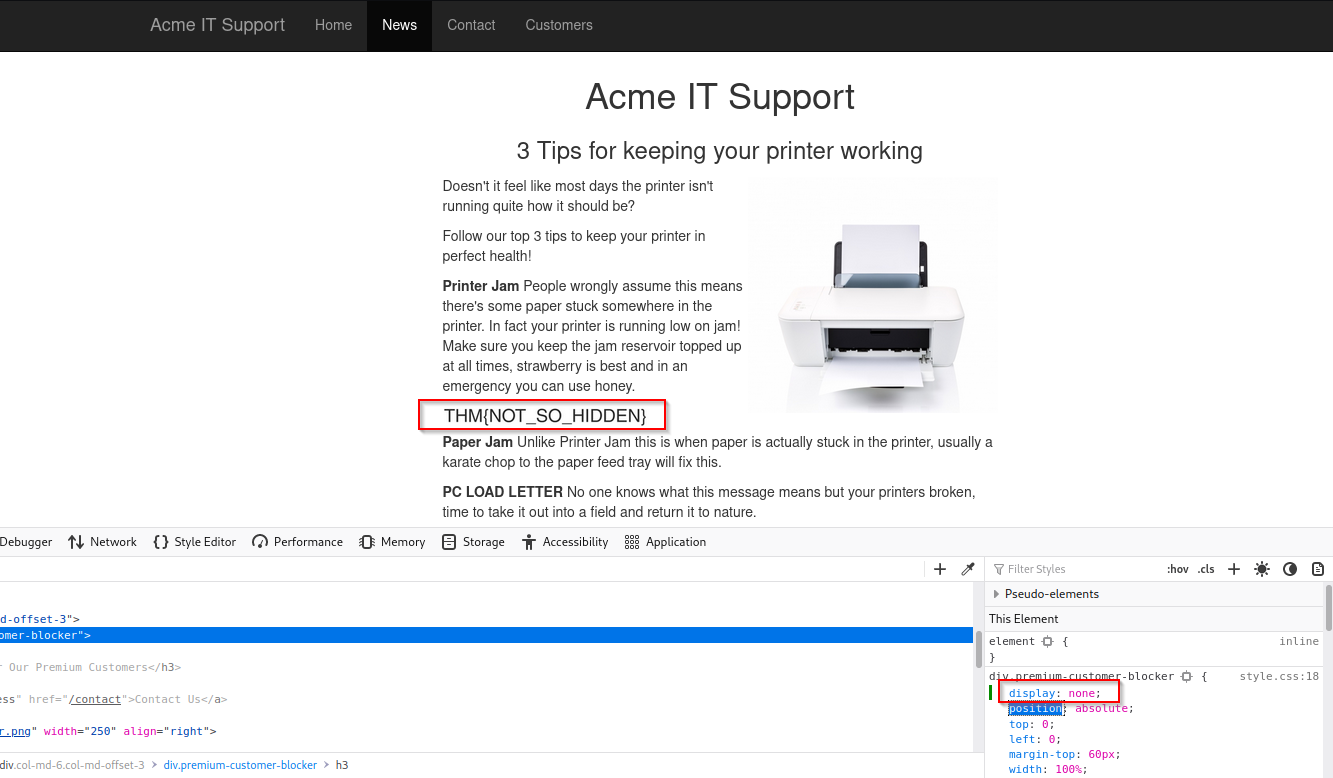 Acme IT Support Home News Contact Customers
Acme IT Support
3 Tips for keeping your printer working
Doesn't it feel like most days the printer isn't
running quite how it should be?
Follow our top 3 tips to keep your printer in
perfect health!
Printer Jam People wrongly assume this means
there's some paper stuck somewhere in the
printer. In fact your printer is running low on jam!
Make sure you keep the jam reservoir topped up
at all times, strawberry is best and in an
emergency you can use honey.
THM{NOT_SO_HIDDEN}
Paper Jam Unlike Printer Jam this is when paper is actually stuck in the printer, usually a
karate chop to the paper feed tray will fix this.
PC LOAD LETTER No one knows what this message means but your printers broken,
time to take it out into a field and return it to nature.
Debugger Network {} Style Editor Performance Memory Storage Accessibility Application
+ Filter Styles :hov .cls +
Pseudo-elements
This Element
element { inline
}
div.premium-customer-blocker { style.css:18
display: none;
position: absolute;
top: 0;
left: 0;
margin-top: 60px;
width: 100%;
d-offset-3">
omer-blocker">
r Our Premium Customers</h3>
ess" href="/contact">Contact Us</a>
r.png" width="250" align="right">
div.col-md-6.col-md-offset-3 > div.premium-customer-blocker > h3